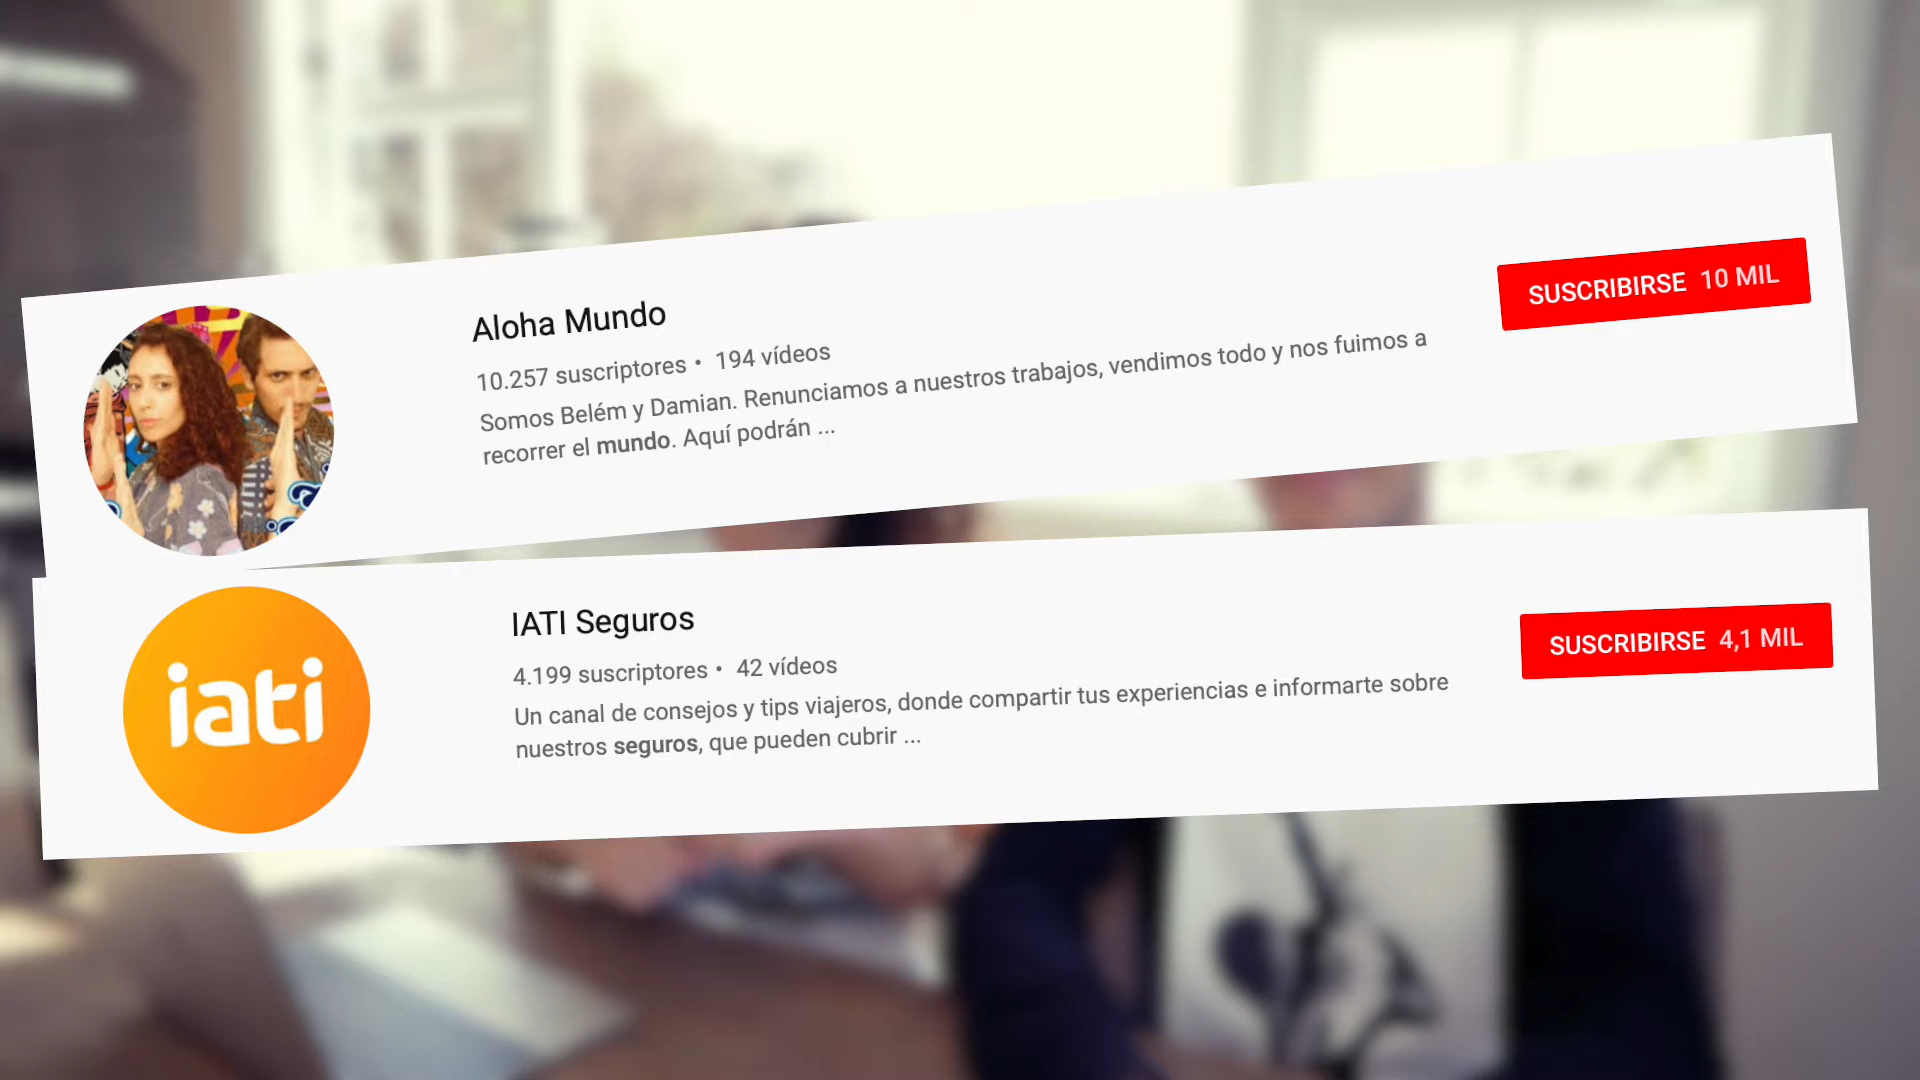 Aloha Mundo
10.257 suscriptores • 194 vídeos
Somos Belém y Damian. Renunciamos a nuestros trabajos, vendimos todo y nos fuimos a
recorrer el mundo. Aquí podrán ...
SUSCRIBIRSE 10 MIL
iati
IATI Seguros
4.199 suscriptores • 42 vídeos
Un canal de consejos y tips viajeros, donde compartir tus experiencias e informarte sobre
nuestros seguros, que pueden cubrir ...
SUSCRIBIRSE 4,1 MIL